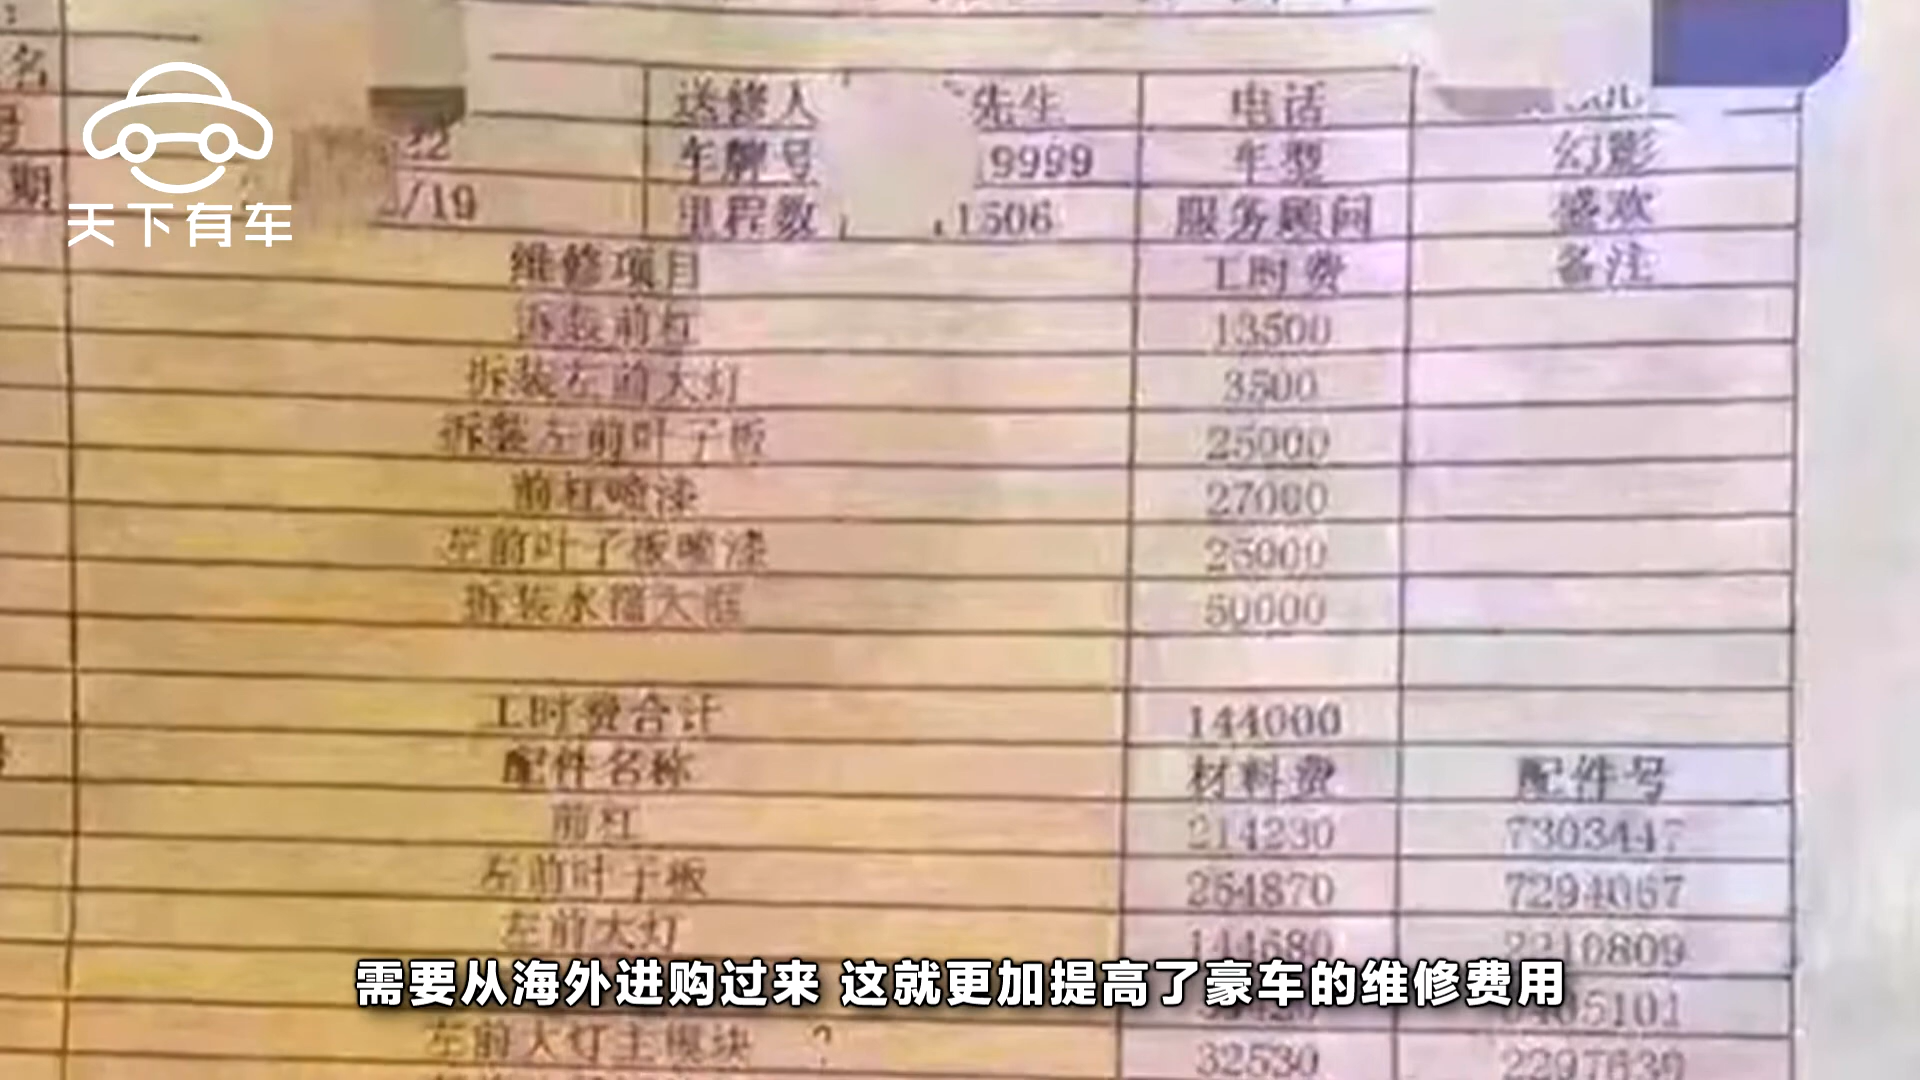 名 送修人 先生 电话
号 22 车牌号 9999 车型 幻影
期 /19 里程数 1506 服务顾问 盛欢
天下有车
维修项目 工时费 备注
拆装前杠 13500
拆装左前大灯 3500
拆装左前叶子板 25000
前杠喷漆 27000
左前叶子板喷漆 25000
拆装水箱大框 50000
工时费合计 144000
配件名称 材料费 配件号
前杠 214230 7303447
左前叶子板 254870 7294067
左前大灯 144680 2210809
需要从海外进购过来 这就更加提高了豪车的维修费用
左前大灯主模块 32530